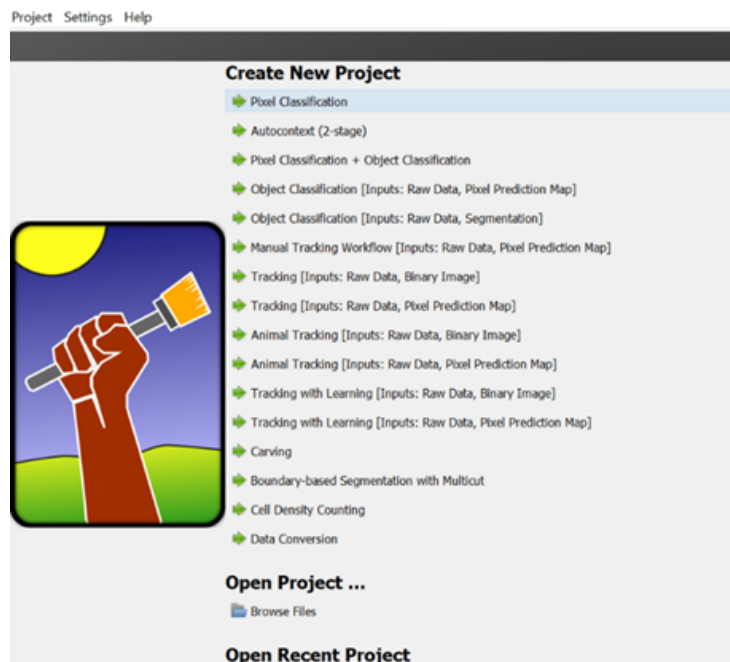 Project Settings Help
Create New Project
Pixel Classification
Autocontext (2-stage)
Pixel Classification + Object Classification
Object Classification [Inputs: Raw Data, Pixel Prediction Map]
Object Classification [Inputs: Raw Data, Segmentation]
Manual Tracking Workflow [Inputs: Raw Data, Pixel Prediction Map]
Tracking [Inputs: Raw Data, Binary Image]
Tracking [Inputs: Raw Data, Pixel Prediction Map]
Animal Tracking [Inputs: Raw Data, Binary Image]
Animal Tracking [Inputs: Raw Data, Pixel Prediction Map]
Tracking with Learning [Inputs: Raw Data, Binary Image]
Tracking with Learning [Inputs: Raw Data, Pixel Prediction Map]
Carving
Boundary-based Segmentation with Multicut
Cell Density Counting
Data Conversion
Open Project ...
Browse Files
Open Recent Project